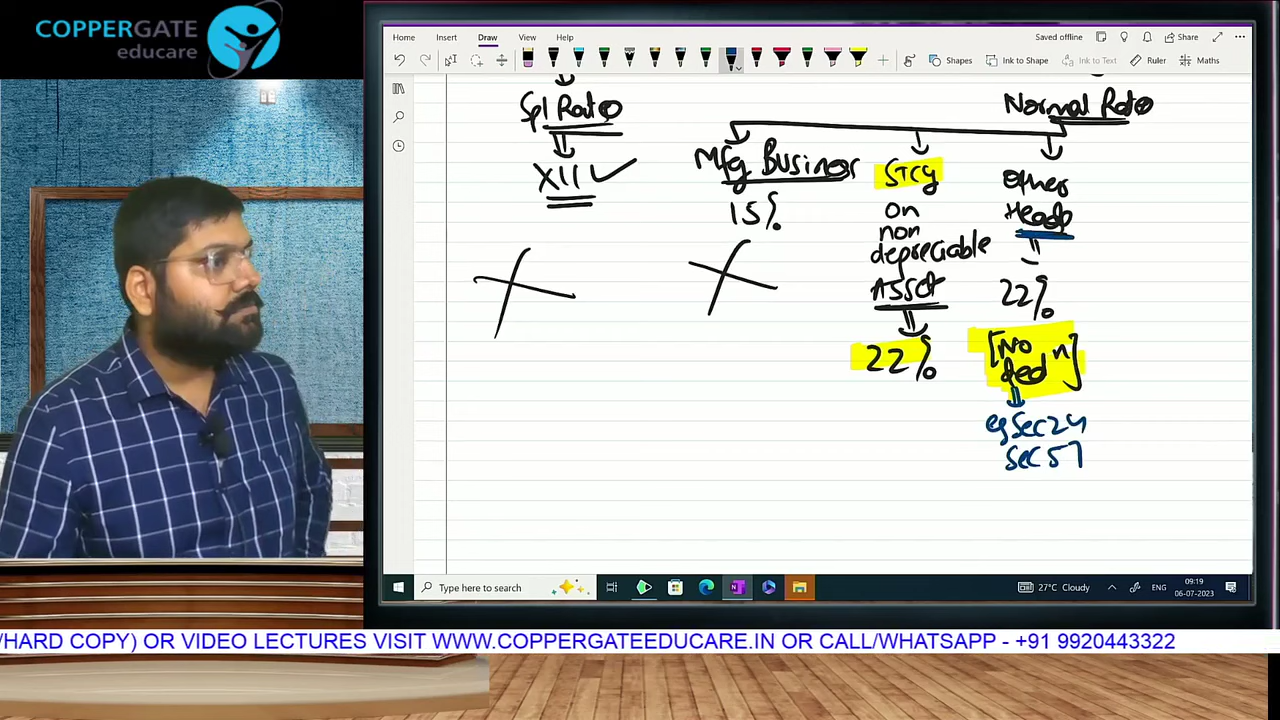 COPPERGATE
educare
Home Insert Draw View Help
Saved offline
Share
Shapes
Ink to Shape
Ink to Text
Ruler
Maths
Spl Rate
XII
Normal Rate
Mfg Business
15%
STCG
on
non
depreciable
Asset
22%
Other
Heads
22%
[No
dedn]
eg Sec 24
Sec 57
Type here to search
27°C Cloudy
ENG
09:19
06-07-2023
/HARD COPY) OR VIDEO LECTURES VISIT WWW.COPPERGATEEDUCARE.IN OR CALL/WHATSAPP - +91 9920443322